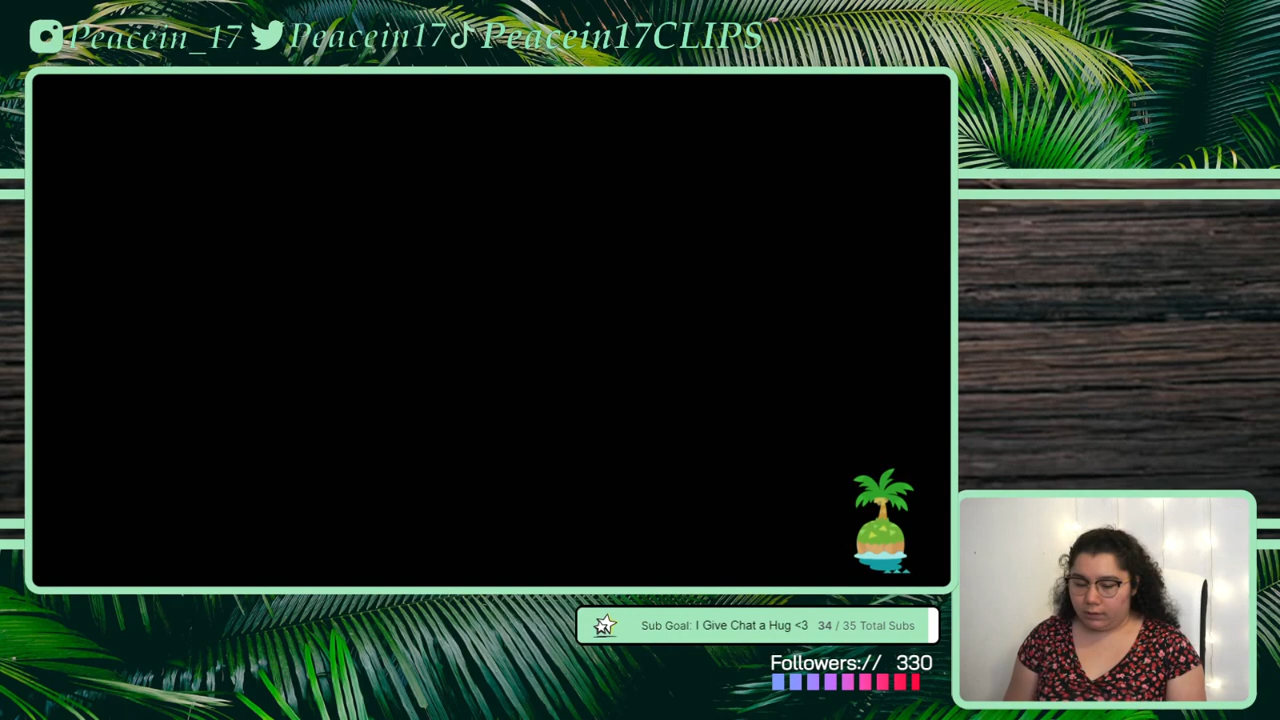 Peacein_17 Peacein17 Peacein17CLIPS
Sub Goal: I Give Chat a Hug <3 34 / 35 Total Subs
Followers:// 330